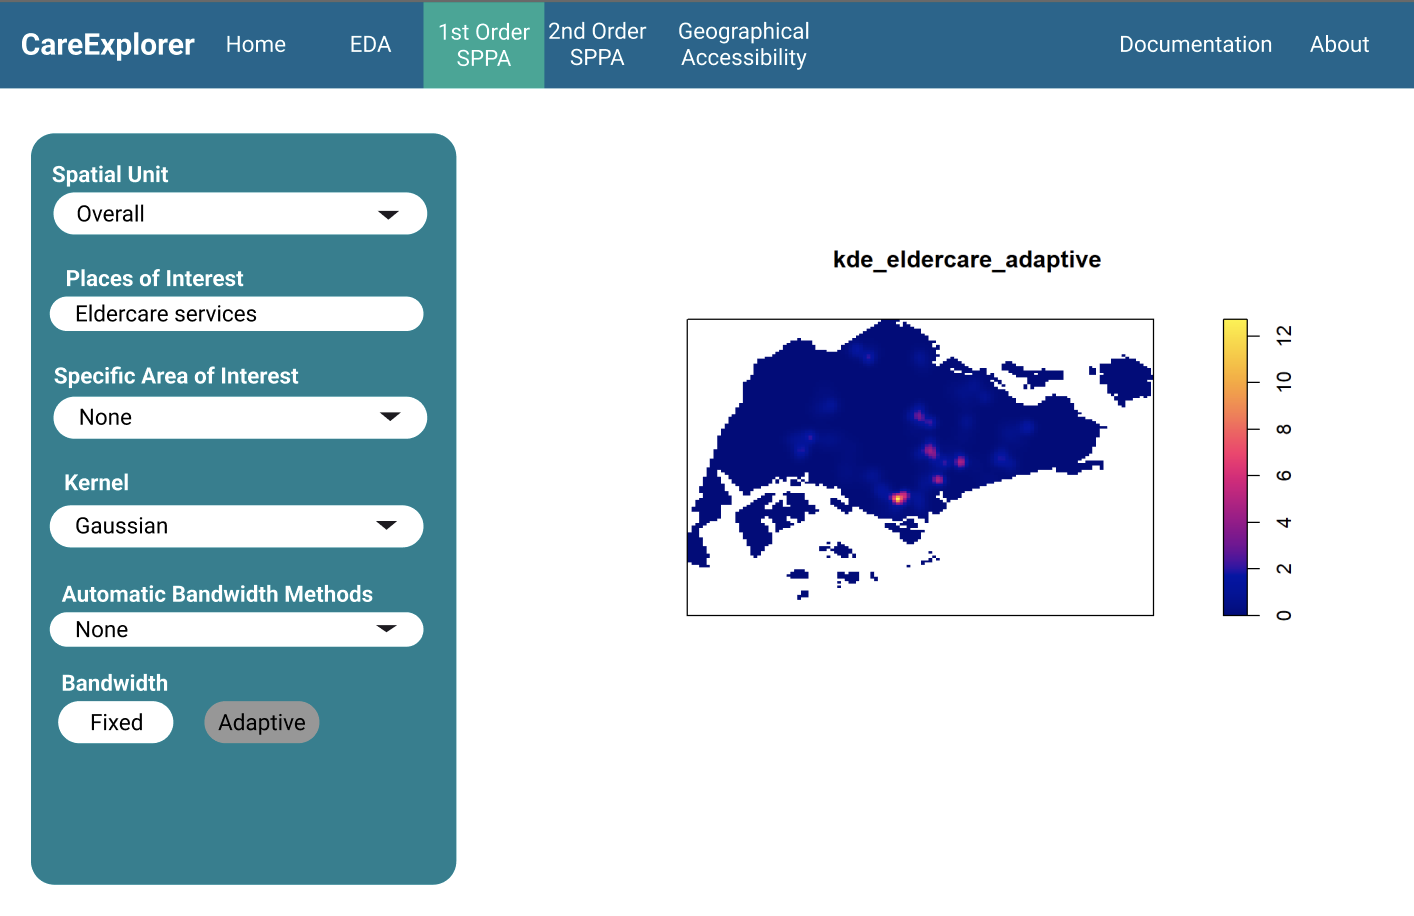 CareExplorer
Home
EDA
1st Order
SPPA
2nd Order
SPPA
Geographical
Accessibility
Documentation
About
Spatial Unit
Overall
Places of Interest
Eldercare services
Specific Area of Interest
None
Kernel
Gaussian
Automatic Bandwidth Methods
None
Bandwidth
Fixed
Adaptive
kde_eldercare_adaptive
12
10
8
6
4
2
0